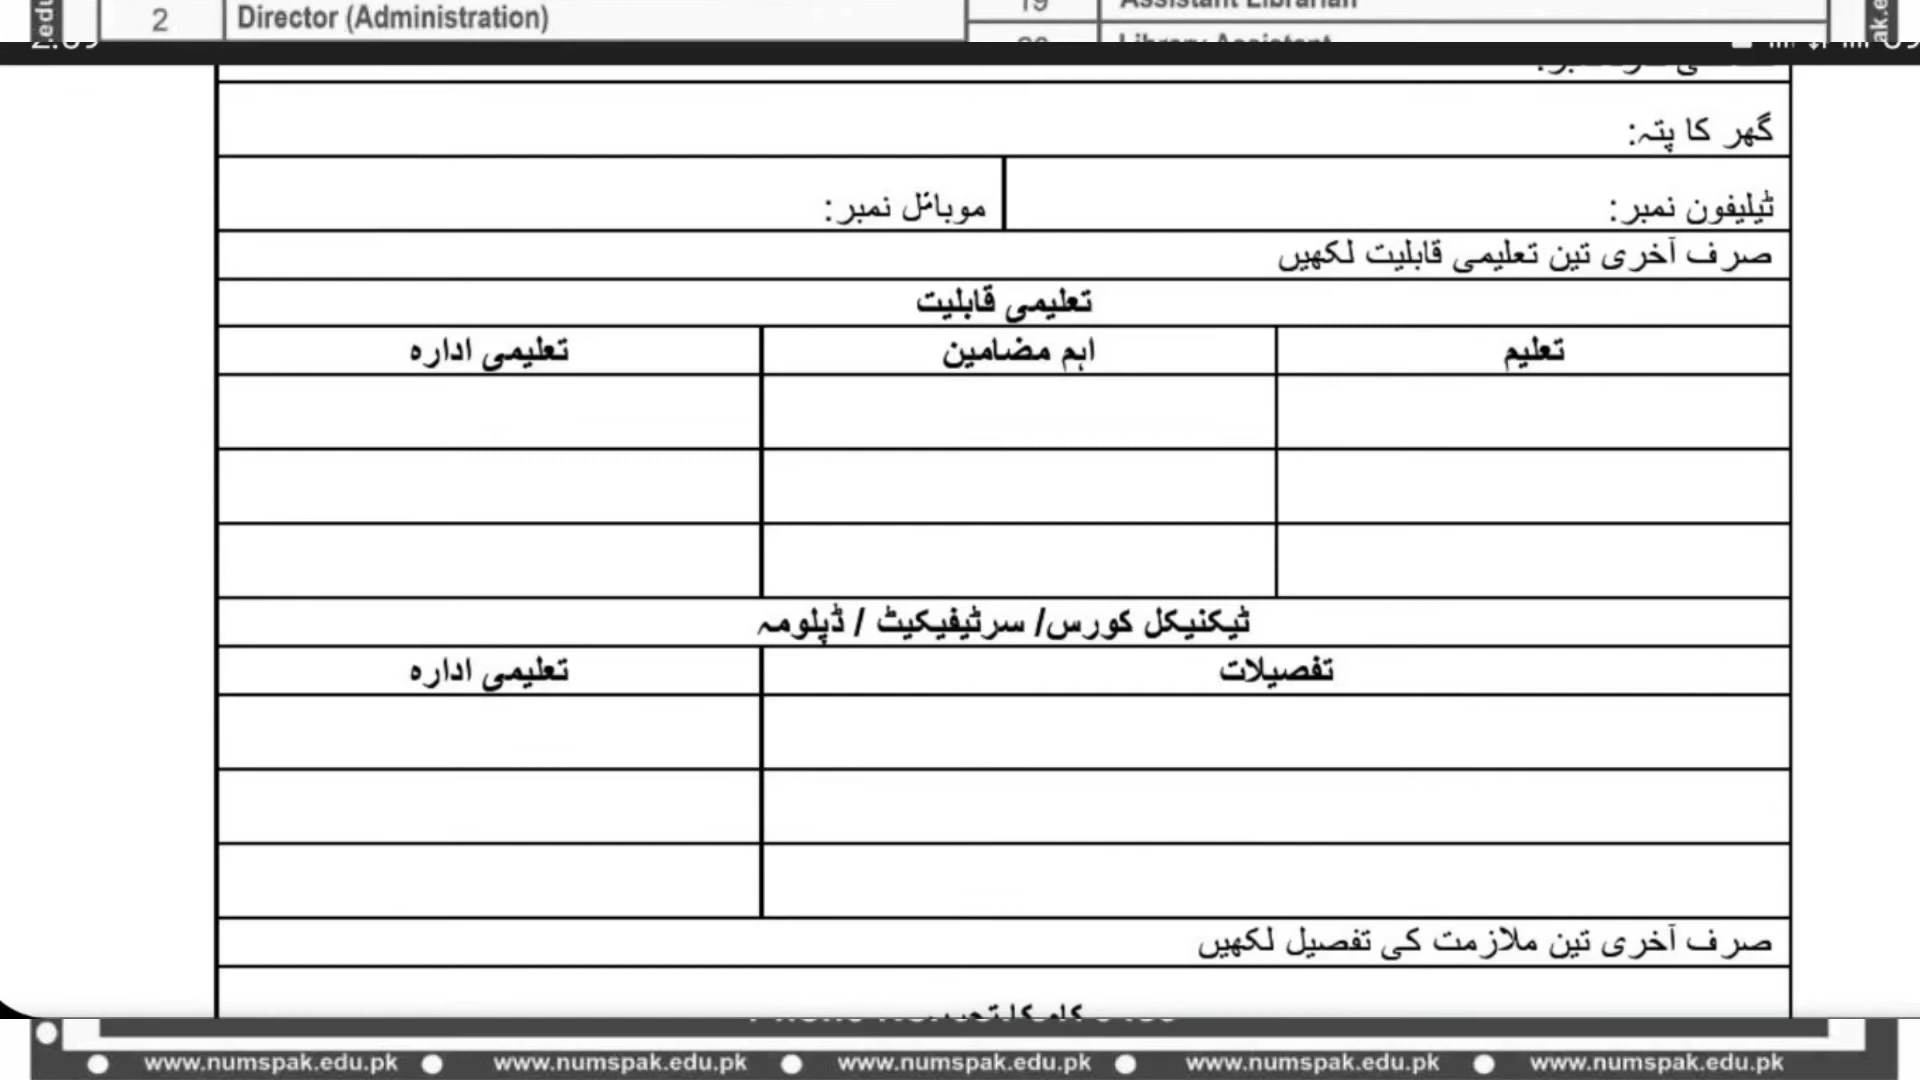 2 Director (Administration)
19 Assistant Librarian
Library Assistant
گھر کا پتہ:
ٹیلیفون نمبر: موبائل نمبر:
صرف آخری تین تعلیمی قابلیت لکھیں
تعلیمی قابلیت
تعلیم اہم مضامین تعلیمی ادارہ
ٹیکنیکل کورس/ سرٹیفیکیٹ / ڈپلومہ
تفصیلات تعلیمی ادارہ
صرف آخری تین ملازمت کی تفصیل لکھیں
www.numspak.edu.pk www.numspak.edu.pk www.numspak.edu.pk www.numspak.edu.pk www.numspak.edu.pk